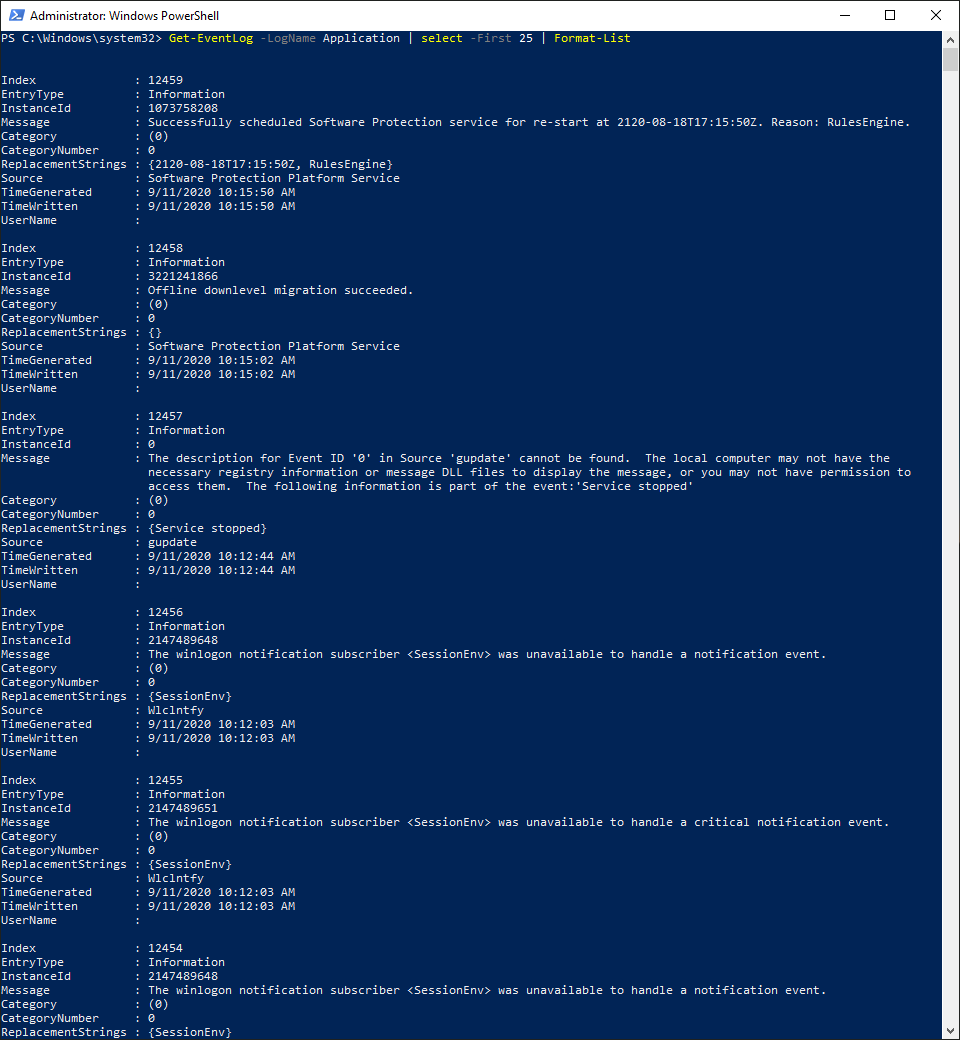 Administrator: Windows PowerShell
PS C:\Windows\system32> Get-EventLog -LogName Application | select -First 25 | Format-List
Index              : 12459
EntryType          : Information
InstanceId         : 1073758208
Message            : Successfully scheduled Software Protection service for re-start at 2120-08-18T17:15:50Z. Reason: RulesEngine.
Category           : (0)
CategoryNumber     : 0
ReplacementStrings : {2120-08-18T17:15:50Z, RulesEngine}
Source             : Software Protection Platform Service
TimeGenerated      : 9/11/2020 10:15:50 AM
TimeWritten        : 9/11/2020 10:15:50 AM
UserName           :
Index              : 12458
EntryType          : Information
InstanceId         : 3221241866
Message            : Offline downlevel migration succeeded.
Category           : (0)
CategoryNumber     : 0
ReplacementStrings : {}
Source             : Software Protection Platform Service
TimeGenerated      : 9/11/2020 10:15:02 AM
TimeWritten        : 9/11/2020 10:15:02 AM
UserName           :
Index              : 12457
EntryType          : Information
InstanceId         : 0
Message            : The description for Event ID '0' in Source 'gupdate' cannot be found.  The local computer may not have the
                     necessary registry information or message DLL files to display the message, or you may not have permission to
                     access them.  The following information is part of the event:'Service stopped'
Category           : (0)
CategoryNumber     : 0
ReplacementStrings : {Service stopped}
Source             : gupdate
TimeGenerated      : 9/11/2020 10:12:44 AM
TimeWritten        : 9/11/2020 10:12:44 AM
UserName           :
Index              : 12456
EntryType          : Information
InstanceId         : 2147489648
Message            : The winlogon notification subscriber <SessionEnv> was unavailable to handle a notification event.
Category           : (0)
CategoryNumber     : 0
ReplacementStrings : {SessionEnv}
Source             : Wlclntfy
TimeGenerated      : 9/11/2020 10:12:03 AM
TimeWritten        : 9/11/2020 10:12:03 AM
UserName           :
Index              : 12455
EntryType          : Information
InstanceId         : 2147489651
Message            : The winlogon notification subscriber <SessionEnv> was unavailable to handle a critical notification event.
Category           : (0)
CategoryNumber     : 0
ReplacementStrings : {SessionEnv}
Source             : Wlclntfy
TimeGenerated      : 9/11/2020 10:12:03 AM
TimeWritten        : 9/11/2020 10:12:03 AM
UserName           :
Index              : 12454
EntryType          : Information
InstanceId         : 2147489648
Message            : The winlogon notification subscriber <SessionEnv> was unavailable to handle a notification event.
Category           : (0)
CategoryNumber     : 0
ReplacementStrings : {SessionEnv}